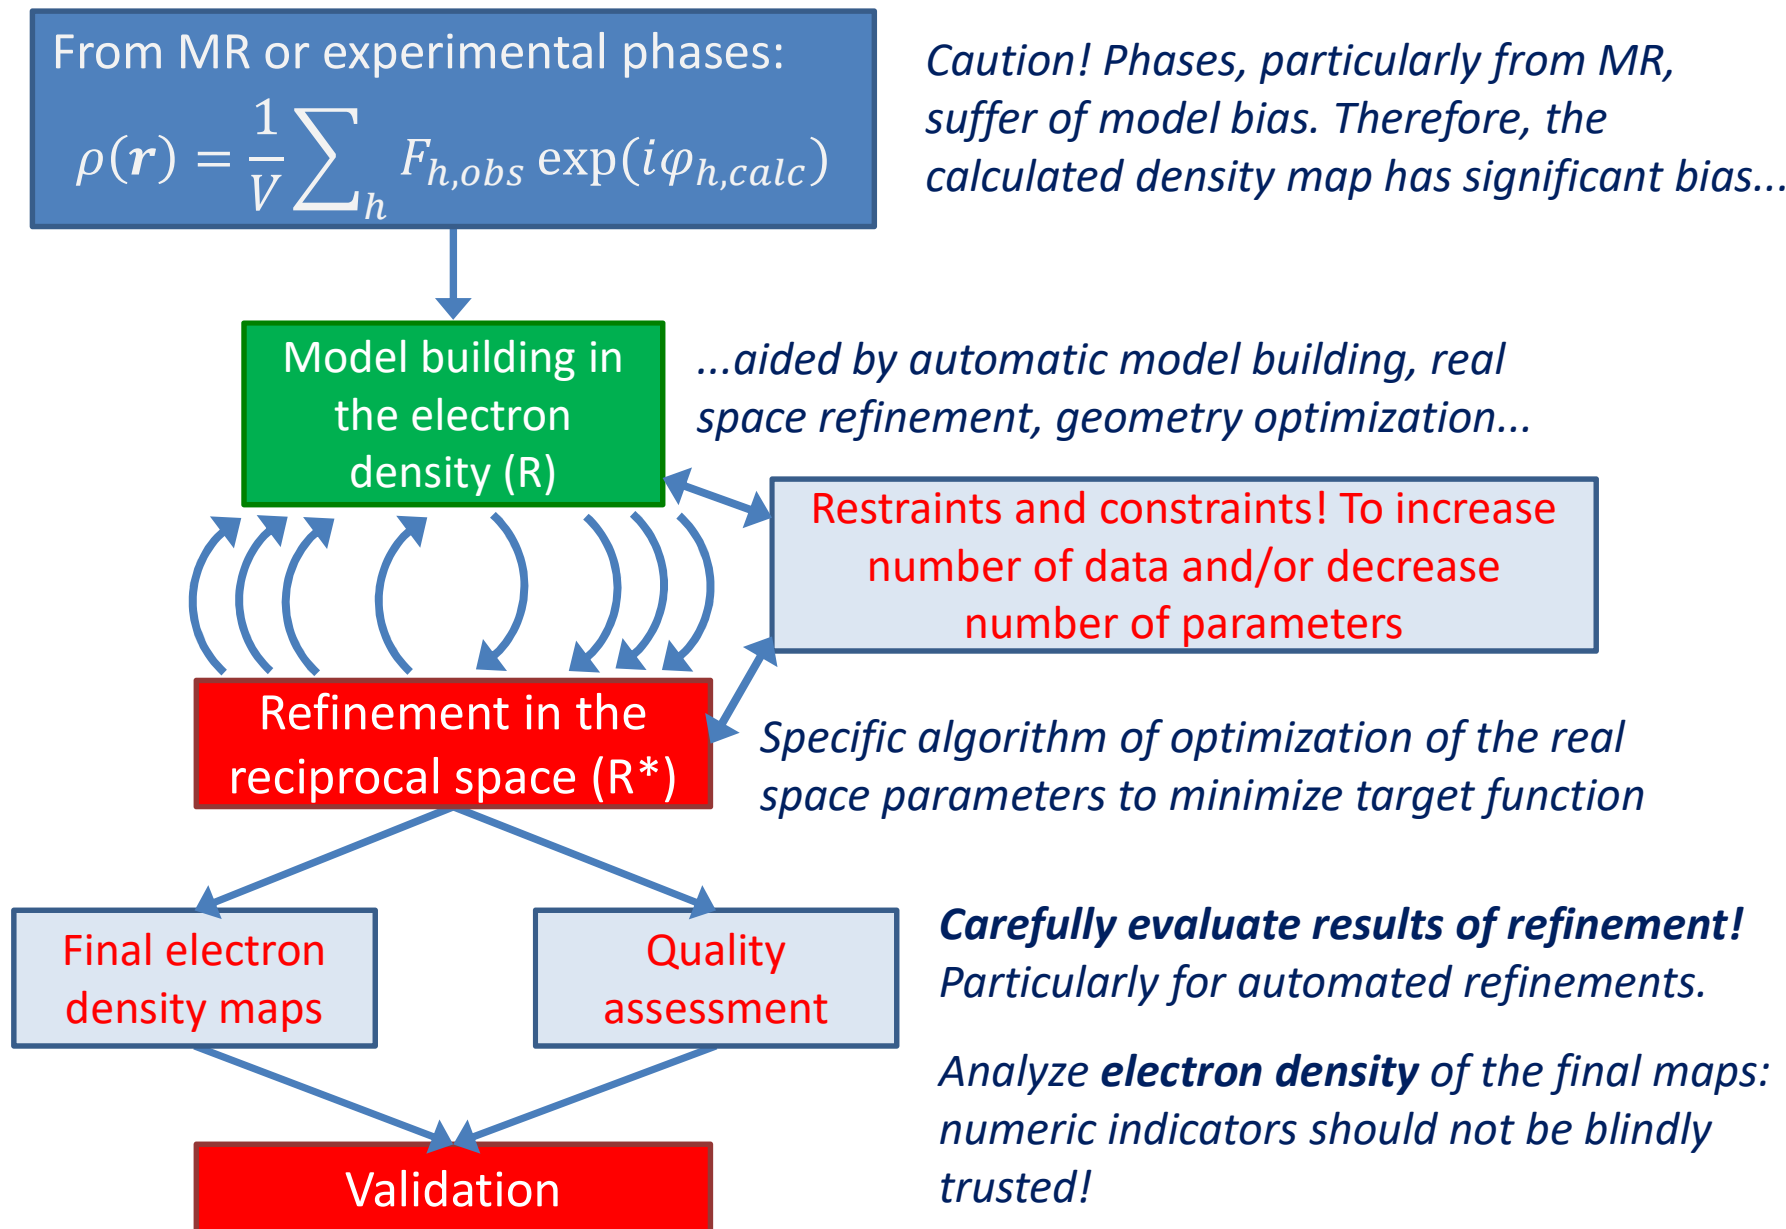 From MR or experimental phases:
ρ(r) = 1/V ∑_h F_{h,obs} exp(iφ_{h,calc})
Caution! Phases, particularly from MR,
suffer of model bias. Therefore, the
calculated density map has significant bias...
Model building in
the electron
density (R)
...aided by automatic model building, real
space refinement, geometry optimization...
Restraints and constraints! To increase
number of data and/or decrease
number of parameters
Refinement in the
reciprocal space (R*)
Specific algorithm of optimization of the real
space parameters to minimize target function
Final electron
density maps
Quality
assessment
Carefully evaluate results of refinement!
Particularly for automated refinements.
Analyze electron density of the final maps:
numeric indicators should not be blindly
trusted!
Validation